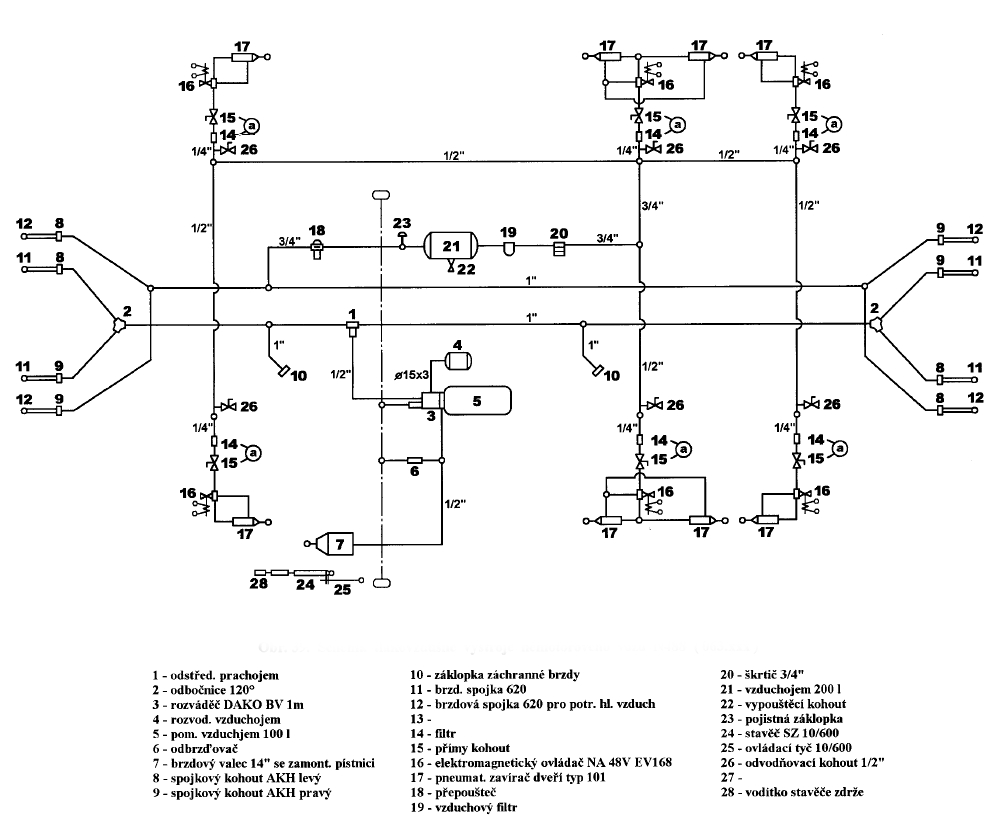 17
17
17
17
16
16
16
15
15
15
a
a
a
14
14
14
1/4"
26
1/4"
26
1/4"
26
1/2"
1/2"
3/4"
1/2"
1/2"
12
8
18
23
19
20
9
12
3/4"
21
3/4"
11
8
22
9
11
1"
2
1
1"
2
1"
1"
4
11
9
10
1/2"
ø15x3
10
1/2"
8
11
12
9
5
8
12
3
26
26
26
1/4"
1/4"
1/4"
14
14
14
a
a
a
15
15
15
6
16
16
16
1/2"
17
17
17
17
7
28
24
25
1 - odstřed. prachojem
2 - odbočnice 120°
3 - rozváděč DAKO BV 1m
4 - rozvod. vzduchojem
5 - pom. vzduchjem 100 l
6 - odbrzďovač
7 - brzdový valec 14" se zamont. pístnici
8 - spojkový kohout AKH levý
9 - spojkový kohout AKH pravý
10 - záklopka záchranné brzdy
11 - brzd. spojka 620
12 - brzdová spojka 620 pro potr. hl. vzduch
13 -
14 - filtr
15 - přímy kohout
16 - elektromagnetický ovládač NA 48V EV168
17 - pneumat. zavírač dveří typ 101
18 - přepouštěč
19 - vzduchový filtr
20 - škrtič 3/4"
21 - vzduchojem 200 l
22 - vypouštěcí kohout
23 - pojistná záklopka
24 - stavěč SZ 10/600
25 - ovládací tyč 10/600
26 - odvodňovací kohout 1/2"
27 -
28 - vodítko stavěče zdrže